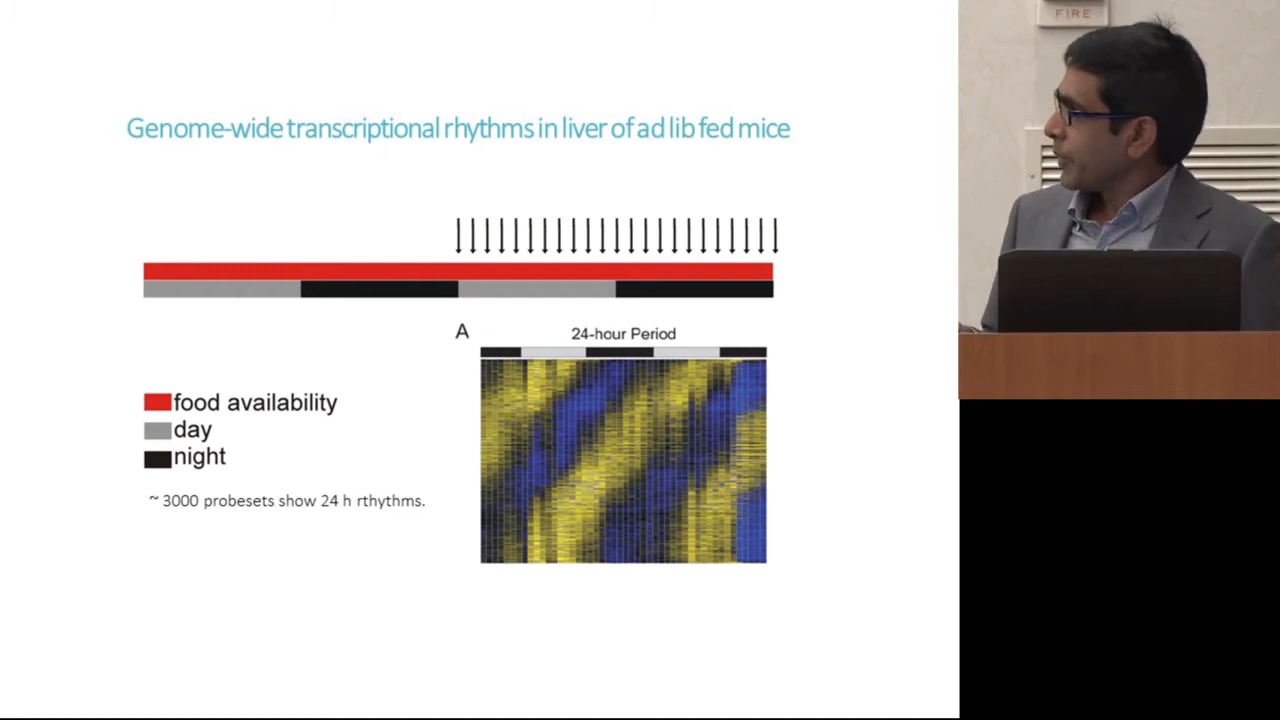 Genome-wide transcriptional rhythms in liver of ad lib fed mice
FIRE
A
24-hour Period
food availability
day
night
~ 3000 probesets show 24 h rthythms.